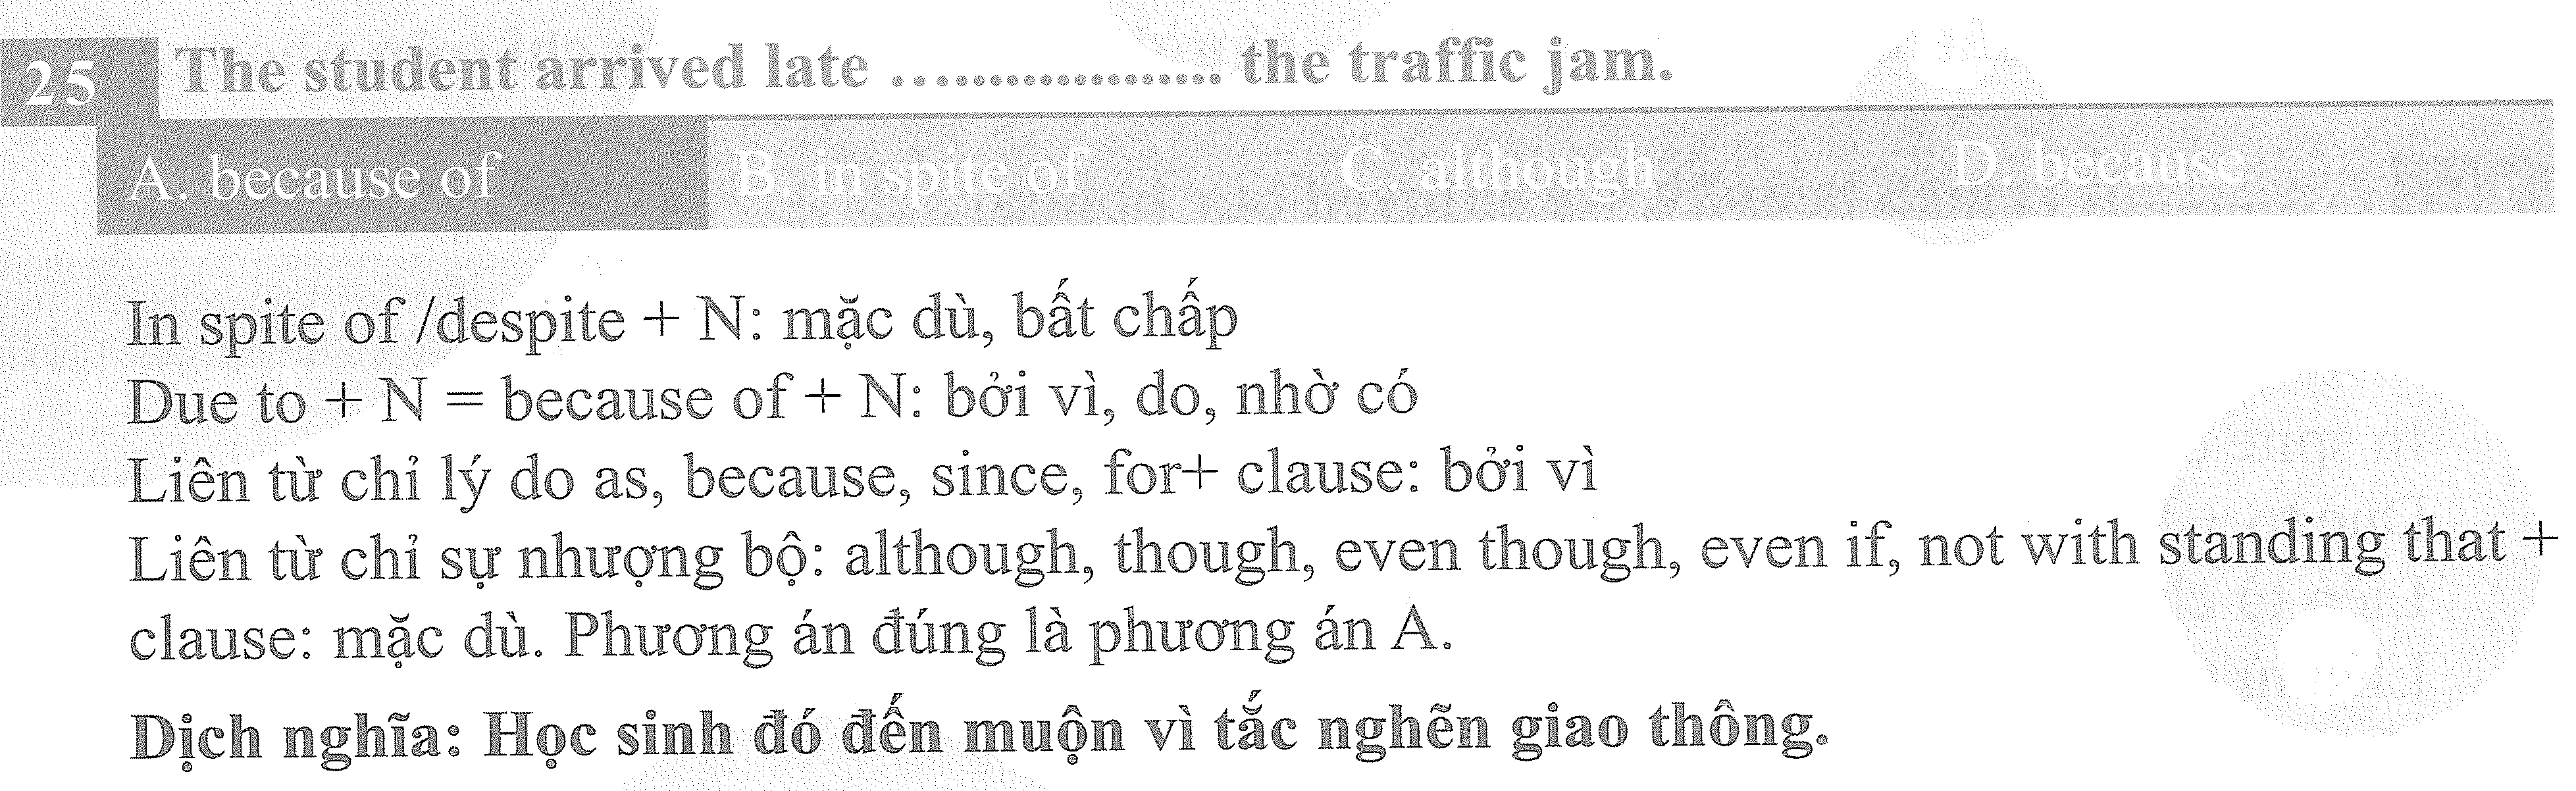 25 The student arrived late .................... the traffic jam.
A. because of B. in spite of C. although D. because
In spite of /despite + N: mặc dù, bất chấp
Due to + N = because of + N: bởi vì, do, nhờ có
Liên từ chỉ lý do as, because, since, for+ clause: bởi vì
Liên từ chỉ sự nhượng bộ: although, though, even though, even if, not with standing that +
clause: mặc dù. Phương án đúng là phương án A.
Dịch nghĩa: Học sinh đó đến muộn vì tắc nghẽn giao thông.